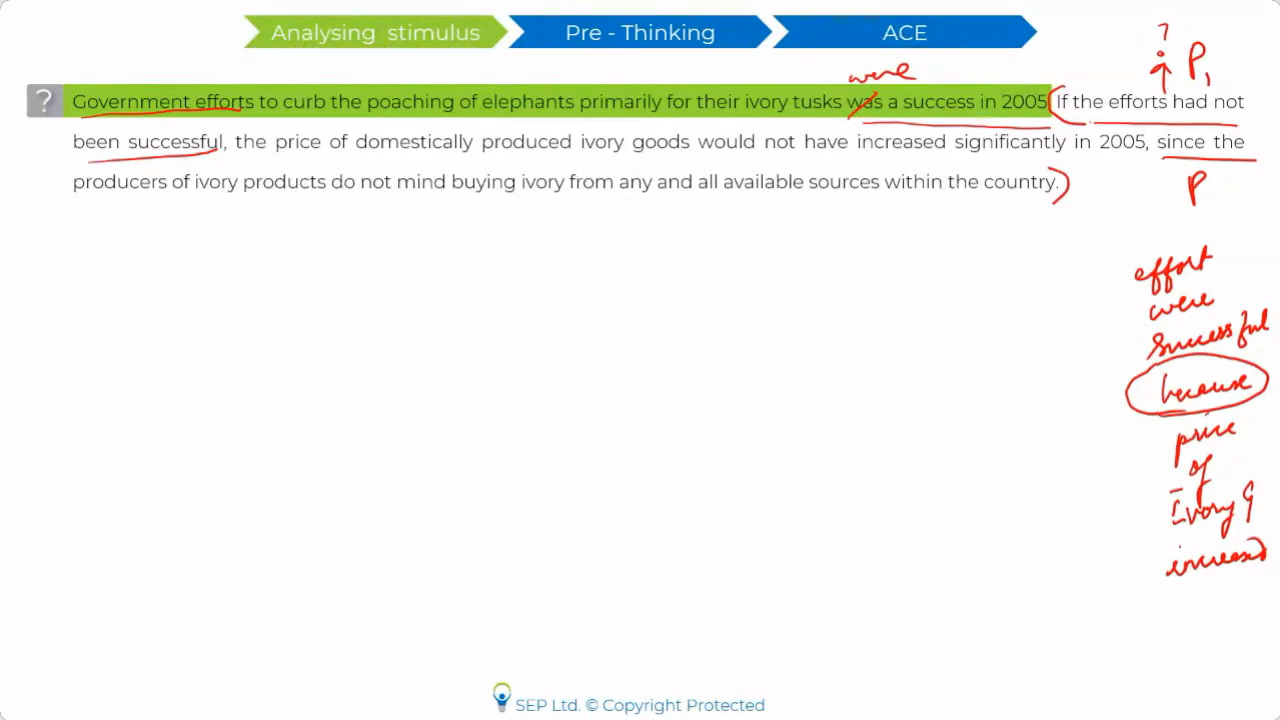 Analysing stimulus
Pre - Thinking
ACE
?
P1
were
?
Government efforts to curb the poaching of elephants primarily for their ivory tusks was a success in 2005. If the efforts had not
been successful, the price of domestically produced ivory goods would not have increased significantly in 2005, since the
producers of ivory products do not mind buying ivory from any and all available sources within the country.
P
effort
were
successful
because
price
of
Ivory G
increased
SEP Ltd. © Copyright Protected